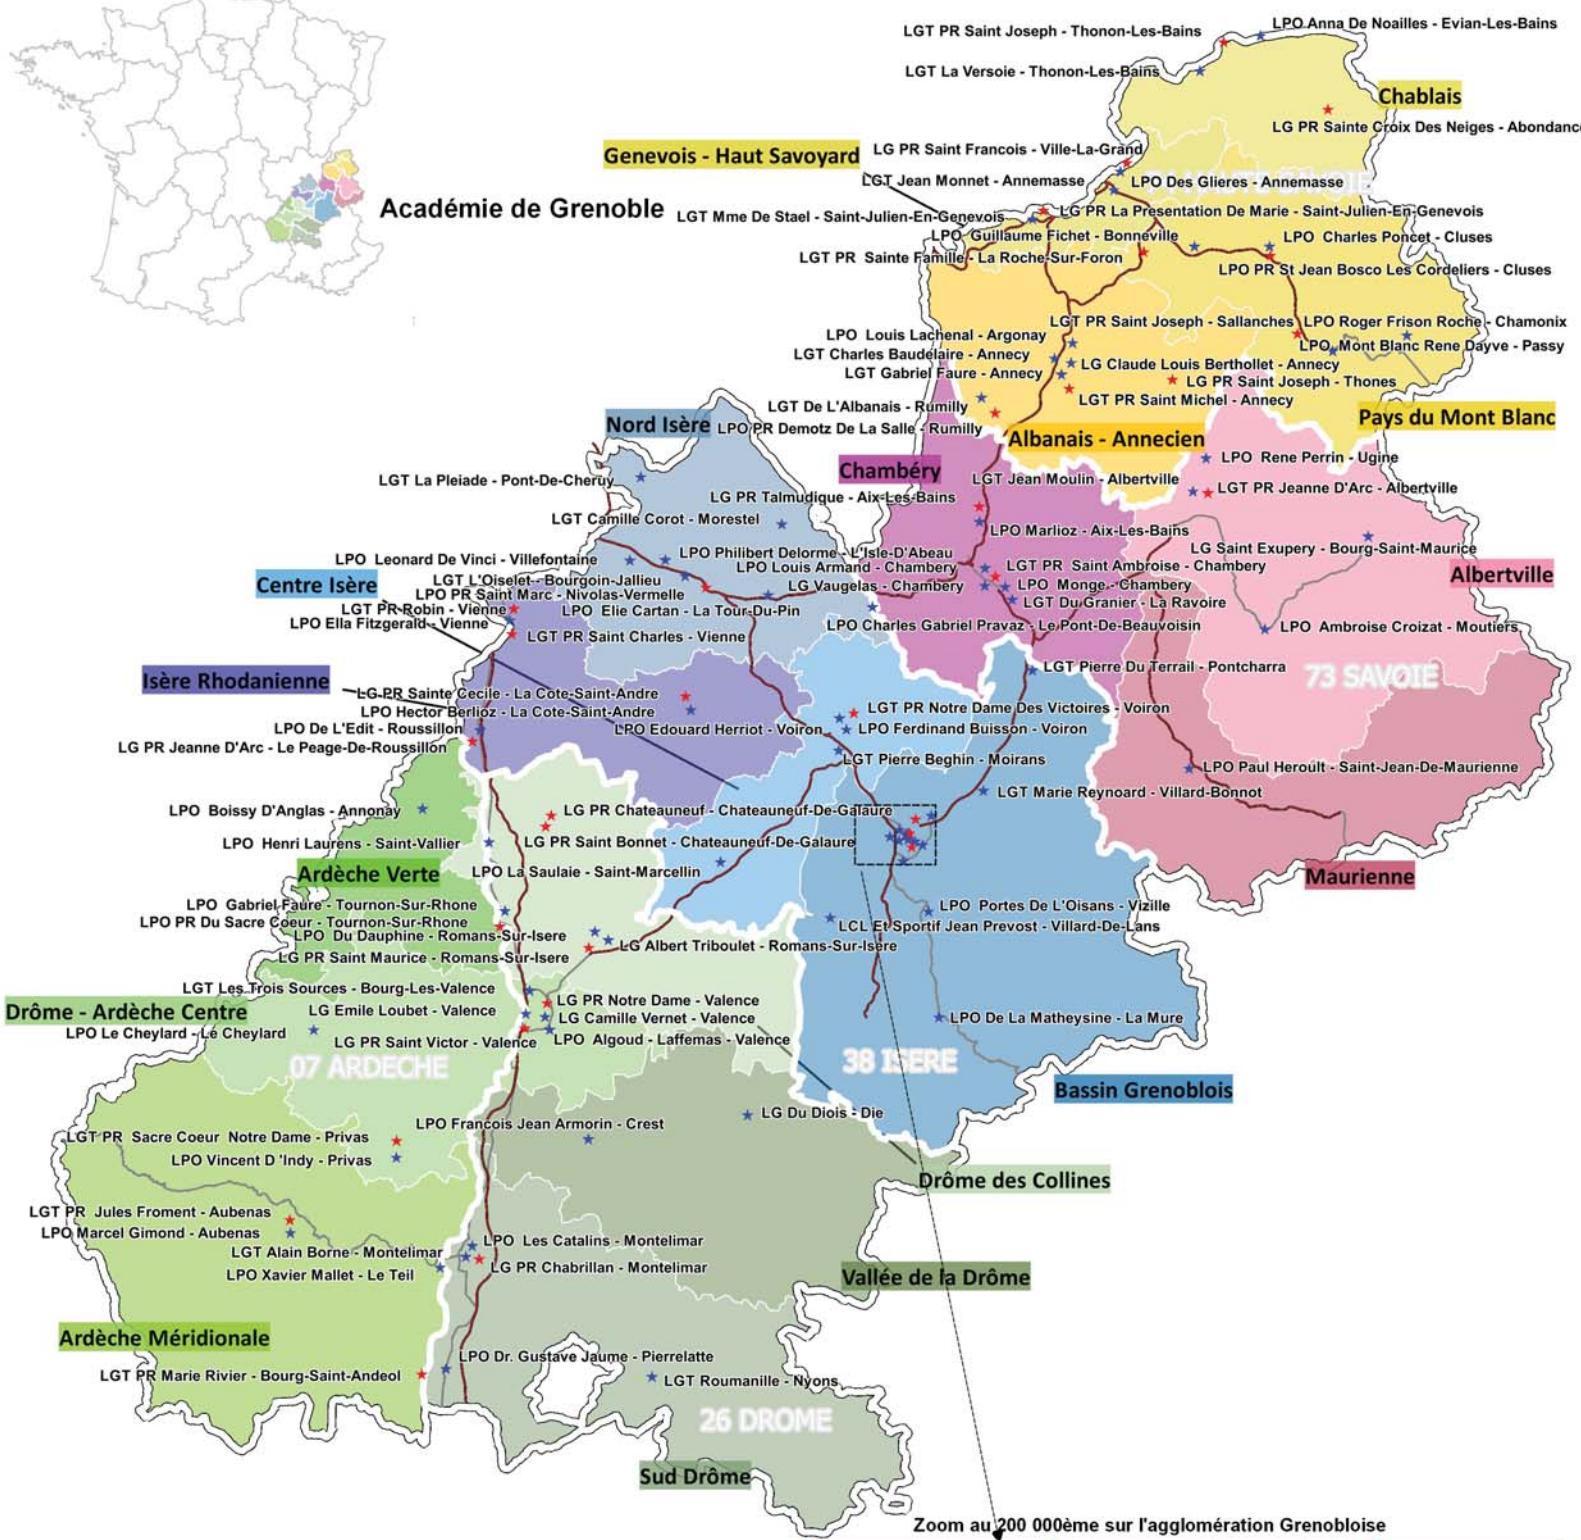 LPO Anna De Noailles - Evian-Les-Bains
LGT PR Saint Joseph - Thonon-Les-Bains
LGT La Versoie - Thonon-Les-Bains
Chablais
LG PR Sainte Croix Des Neiges - Abondance
Genevois - Haut Savoyard
LG PR Saint Francois - Ville-La-Grand
LGT Jean Monnet - Annemasse
LPO Des Glieres - Annemasse
74 HAUTE SAVOIE
Académie de Grenoble
LGT Mme De Stael - Saint-Julien-En-Genevois
LG PR La Presentation De Marie - Saint-Julien-En-Genevois
LPO Guillaume Fichet - Bonneville
LPO Charles Poncet - Cluses
LGT PR Sainte Famille - La Roche-Sur-Foron
LPO PR St Jean Bosco Les Cordeliers - Cluses
LGT PR Saint Joseph - Sallanches
LPO Roger Frison Roche - Chamonix
LPO Louis Lachenal - Argonay
LPO Mont Blanc Rene Dayve - Passy
LGT Charles Baudelaire - Annecy
LG Claude Louis Berthollet - Annecy
LGT Gabriel Faure - Annecy
LG PR Saint Joseph - Thones
LGT PR Saint Michel - Annecy
LGT De L'Albanais - Rumilly
Pays du Mont Blanc
Nord Isère
LPO PR Demotz De La Salle - Rumilly
Albanais - Annecien
LPO Rene Perrin - Ugine
Chambéry
LGT La Pleiade - Pont-De-Cheruy
LGT Jean Moulin - Albertville
LGT PR Jeanne D'Arc - Albertville
LG PR Talmudique - Aix-Les-Bains
LGT Camille Corot - Morestel
LPO Marlioz - Aix-Les-Bains
LG Saint Exupery - Bourg-Saint-Maurice
LPO Leonard De Vinci - Villefontaine
LPO Philibert Delorme - L'Isle-D'Abeau
LPO Louis Armand - Chambery
LGT PR Saint Ambroise - Chambery
Albertville
Centre Isère
LGT L'Oiselet - Bourgoin-Jallieu
LG Vaugelas - Chambery
LPO Monge - Chambery
LPO PR Saint Marc - Nivolas-Vermelle
LGT Du Granier - La Ravoire
LGT PR Robin - Vienne
LPO Elie Cartan - La Tour-Du-Pin
LPO Ella Fitzgerald - Vienne
LPO Charles Gabriel Pravaz - Le Pont-De-Beauvoisin
LPO Ambroise Croizat - Moutiers
LGT PR Saint Charles - Vienne
LGT Pierre Du Terrail - Pontcharra
73 SAVOIE
Isère Rhodanienne
LG PR Sainte Cecile - La Cote-Saint-Andre
LPO Hector Berlioz - La Cote-Saint-Andre
LGT PR Notre Dame Des Victoires - Voiron
LPO De L'Edit - Roussillon
LPO Edouard Herriot - Voiron
LPO Ferdinand Buisson - Voiron
LG PR Jeanne D'Arc - Le Peage-De-Roussillon
LGT Pierre Beghin - Moirans
LPO Paul Heroult - Saint-Jean-De-Maurienne
LGT Marie Reynoard - Villard-Bonnot
LPO Boissy D'Anglas - Annonay
LG PR Chateauneuf - Chateauneuf-De-Galaure
LPO Henri Laurens - Saint-Vallier
LG PR Saint Bonnet - Chateauneuf-De-Galaure
Ardèche Verte
LPO La Saulaie - Saint-Marcellin
Maurienne
LPO Gabriel Faure - Tournon-Sur-Rhone
LPO Portes De L'Oisans - Vizille
LPO PR Du Sacre Coeur - Tournon-Sur-Rhone
LCL Et Sportif Jean Prevost - Villard-De-Lans
LPO Du Dauphine - Romans-Sur-Isere
LG Albert Triboulet - Romans-Sur-Isere
LG PR Saint Maurice - Romans-Sur-Isere
LGT Les Trois Sources - Bourg-Les-Valence
LG PR Notre Dame - Valence
Drôme - Ardèche Centre
LG Emile Loubet - Valence
LG Camille Vernet - Valence
LPO De La Matheysine - La Mure
LPO Le Cheylard - Le Cheylard
LG PR Saint Victor - Valence
LPO Algoud - Laffemas - Valence
07 ARDECHE
38 ISERE
Bassin Grenoblois
LG Du Diois - Die
LPO Francois Jean Armorin - Crest
LGT PR Sacre Coeur Notre Dame - Privas
LPO Vincent D 'Indy - Privas
Drôme des Collines
LGT PR Jules Froment - Aubenas
LPO Marcel Gimond - Aubenas
LPO Les Catalins - Montelimar
LGT Alain Borne - Montelimar
LG PR Chabrillan - Montelimar
LPO Xavier Mallet - Le Teil
Vallée de la Drôme
Ardèche Méridionale
LPO Dr. Gustave Jaume - Pierrelatte
LGT PR Marie Rivier - Bourg-Saint-Andeol
LGT Roumanille - Nyons
26 DROME
Sud Drôme
Zoom au 200 000ème sur l'agglomération Grenobloise